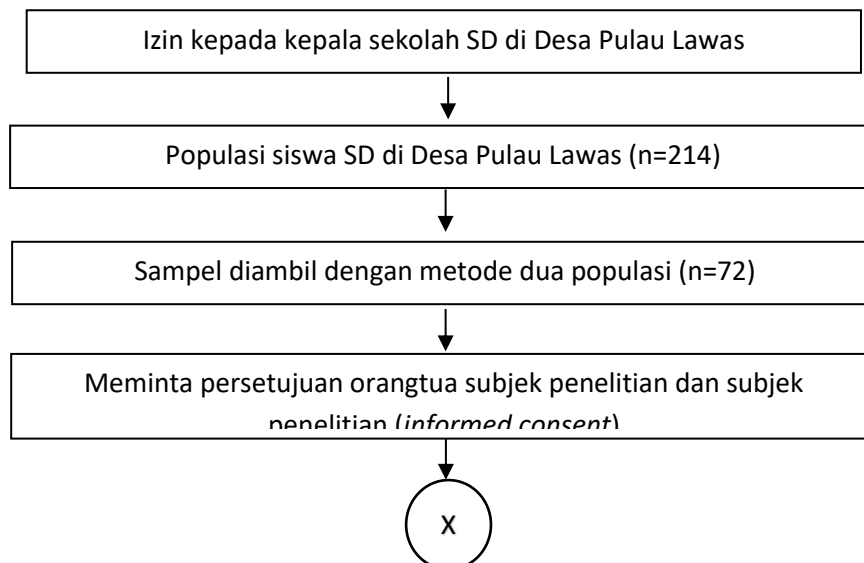 Izin kepada kepala sekolah SD di Desa Pulau Lawas
Populasi siswa SD di Desa Pulau Lawas (n=214)
Sampel diambil dengan metode dua populasi (n=72)
Meminta persetujuan orangtua subjek penelitian dan subjek
penelitian (informed consent)
X